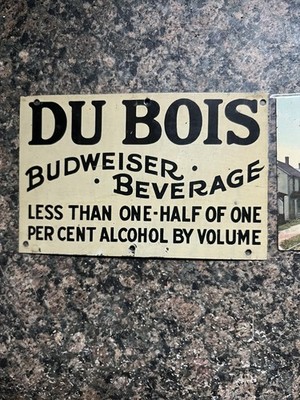 DU BOIS
BUDWEISER.
· BEVERAGE
LESS THAN ONE-HALF OF ONE
PER CENT ALCOHOL BY VOLUME